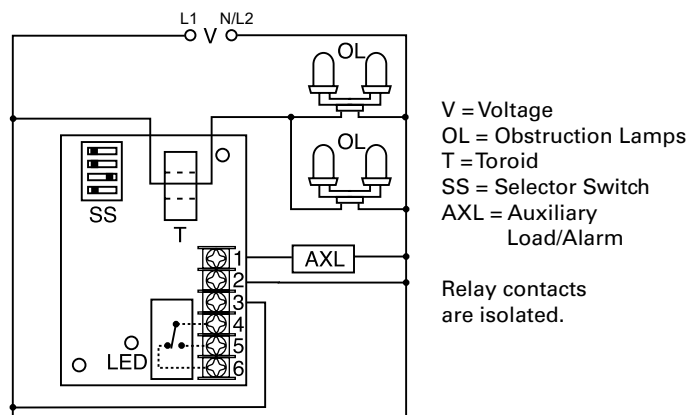 L1 V N/L2
OL
OL
SS
T
1
AXL
2
3
4
5
6
LED
V = Voltage
OL = Obstruction Lamps
T = Toroid
SS = Selector Switch
AXL = Auxiliary
Load/Alarm
Relay contacts
are isolated.